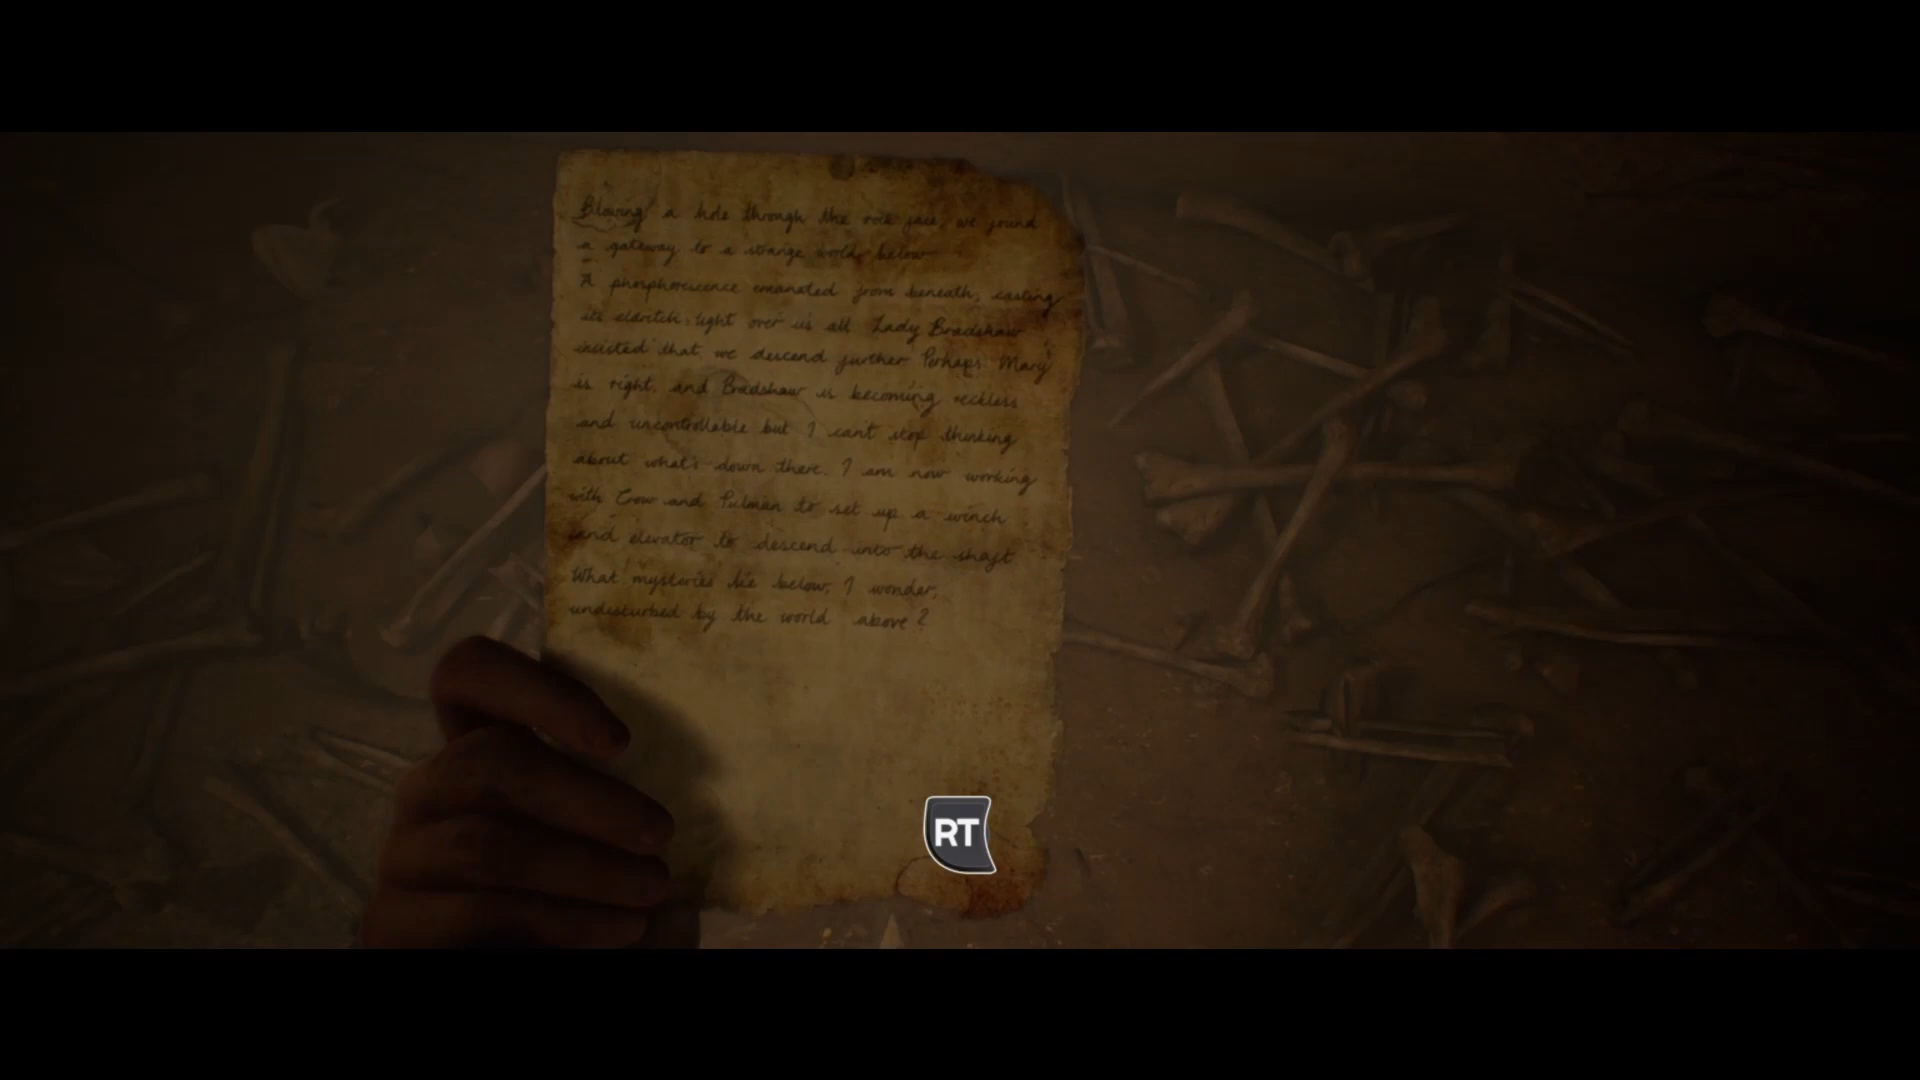 Blowing a hole through the rock face, we found
a gateway to a strange world below
A phosphorescence emanated from beneath, casting
its eldritch light over us all Lady Bradshaw
insisted that we descend further Perhaps Mary
is right, and Bradshaw is becoming reckless
and uncontrollable but I can't stop thinking
about what's down there. I am now working
with Crow and Pulman to set up a winch
and elevator to descend into the shaft
What mysteries lie below, I wonder,
undisturbed by the world above?
RT